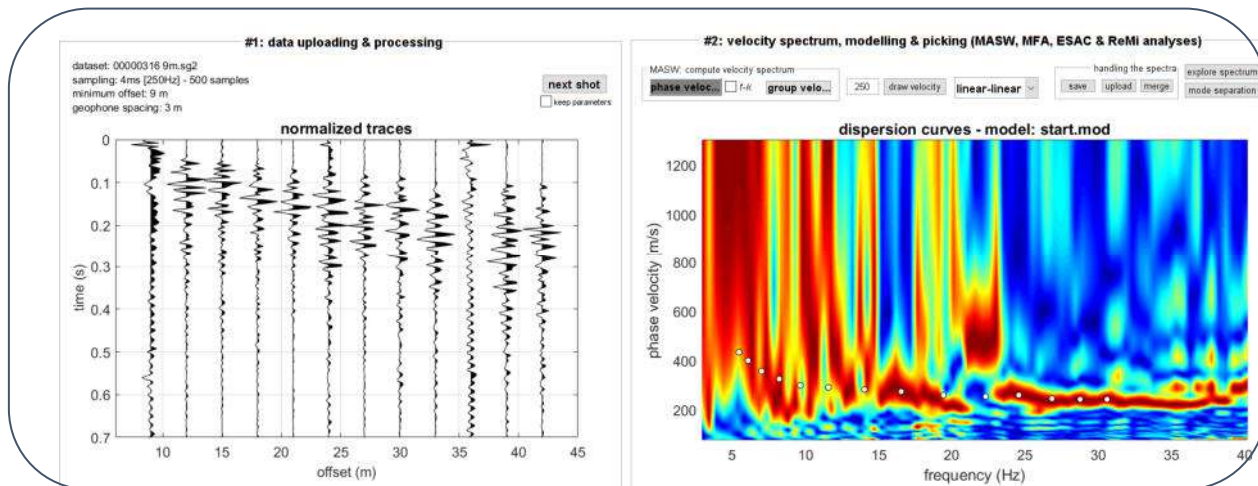 #1: data uploading & processing
dataset: 00000316 9m.sg2
sampling: 4ms [250Hz] - 500 samples
minimum offset: 9 m
geophone spacing: 3 m
next shot
keep parameters
normalized traces
time (s)
0
0.1
0.2
0.3
0.4
0.5
0.6
0.7
10 15 20 25 30 35 40 45
offset (m)
#2: velocity spectrum, modelling & picking (MASW, MFA, ESAC & ReMi analyses)
MASW: compute velocity spectrum
phase veloc...
f-k
group velo...
250
draw velocity
linear-linear
handing the spectra
save upload merge
explore spectrum
mode separation
dispersion curves - model: start.mod
phase velocity |m/s)
1200
1000
800
600
400
200
5 10 15 20 25 30 35 40
frequency (Hz)